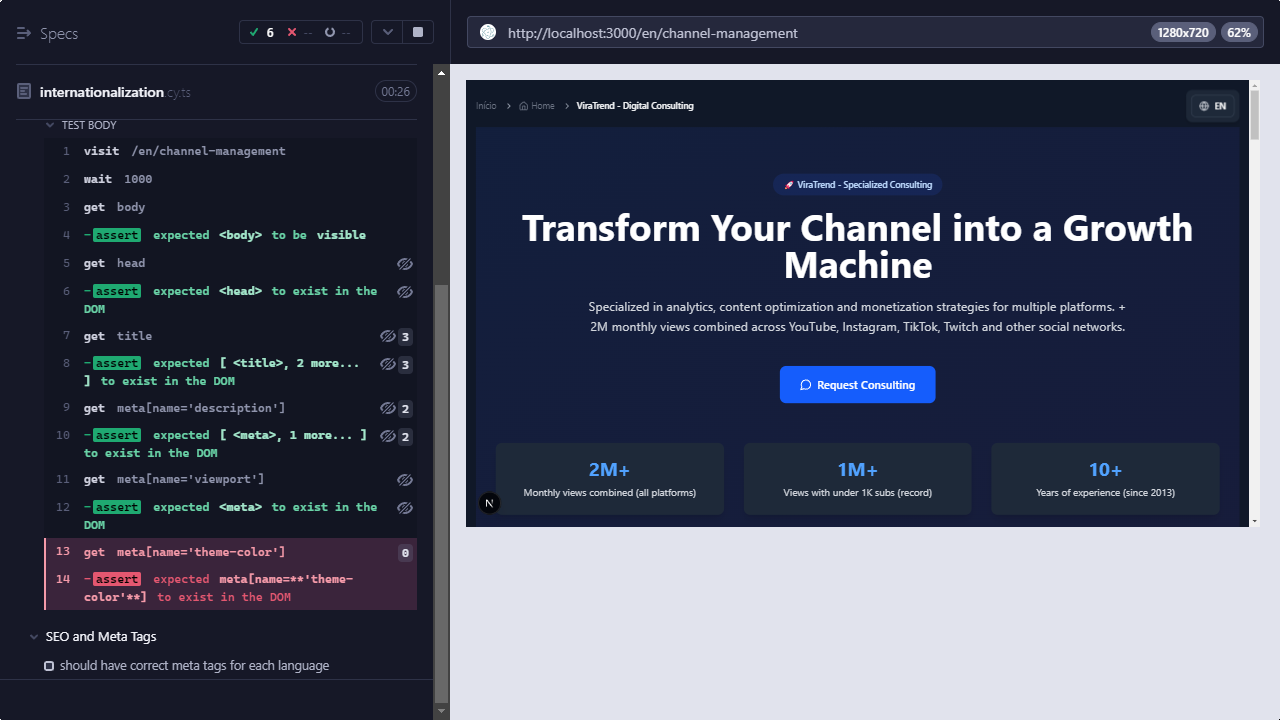 Specs
6 -- --
http://localhost:3000/en/channel-management
1280x720
62%
internationalization.cy.ts
00:26
TEST BODY
1 visit /en/channel-management
2 wait 1000
3 get body
4 -assert expected <body> to be visible
5 get head
6 -assert expected <head> to exist in the
DOM
7 get title 3
8 -assert expected [ <title>, 2 more... 3
] to exist in the DOM
9 get meta[name='description'] 2
10 -assert expected [ <meta>, 1 more... ] 2
to exist in the DOM
11 get meta[name='viewport']
12 -assert expected <meta> to exist in the
DOM
13 get meta[name='theme-color'] 0
14 -assert expected meta[name=**'theme-
color'**] to exist in the DOM
SEO and Meta Tags
should have correct meta tags for each language
Início > Home > ViraTrend - Digital Consulting
EN
🚀 ViraTrend - Specialized Consulting
Transform Your Channel into a Growth
Machine
Specialized in analytics, content optimization and monetization strategies for multiple platforms. +
2M monthly views combined across YouTube, Instagram, TikTok, Twitch and other social networks.
Request Consulting
2M+
Monthly views combined (all platforms)
1M+
Views with under 1K subs (record)
10+
Years of experience (since 2013)
N